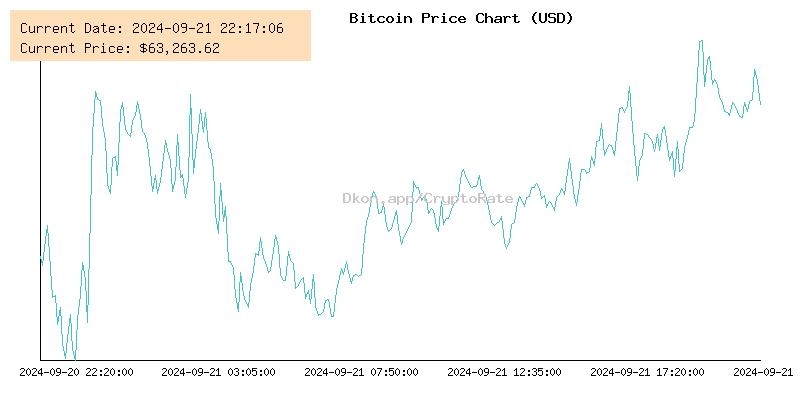 Bitcoin Price Chart (USD)
Current Date: 2024-09-21 22:17:06
Current Price: $63,263.62
Dkon.app/CryptoRate
2024-09-20 22:20:00 2024-09-21 03:05:00 2024-09-21 07:50:00 2024-09-21 12:35:00 2024-09-21 17:20:00 2024-09-21